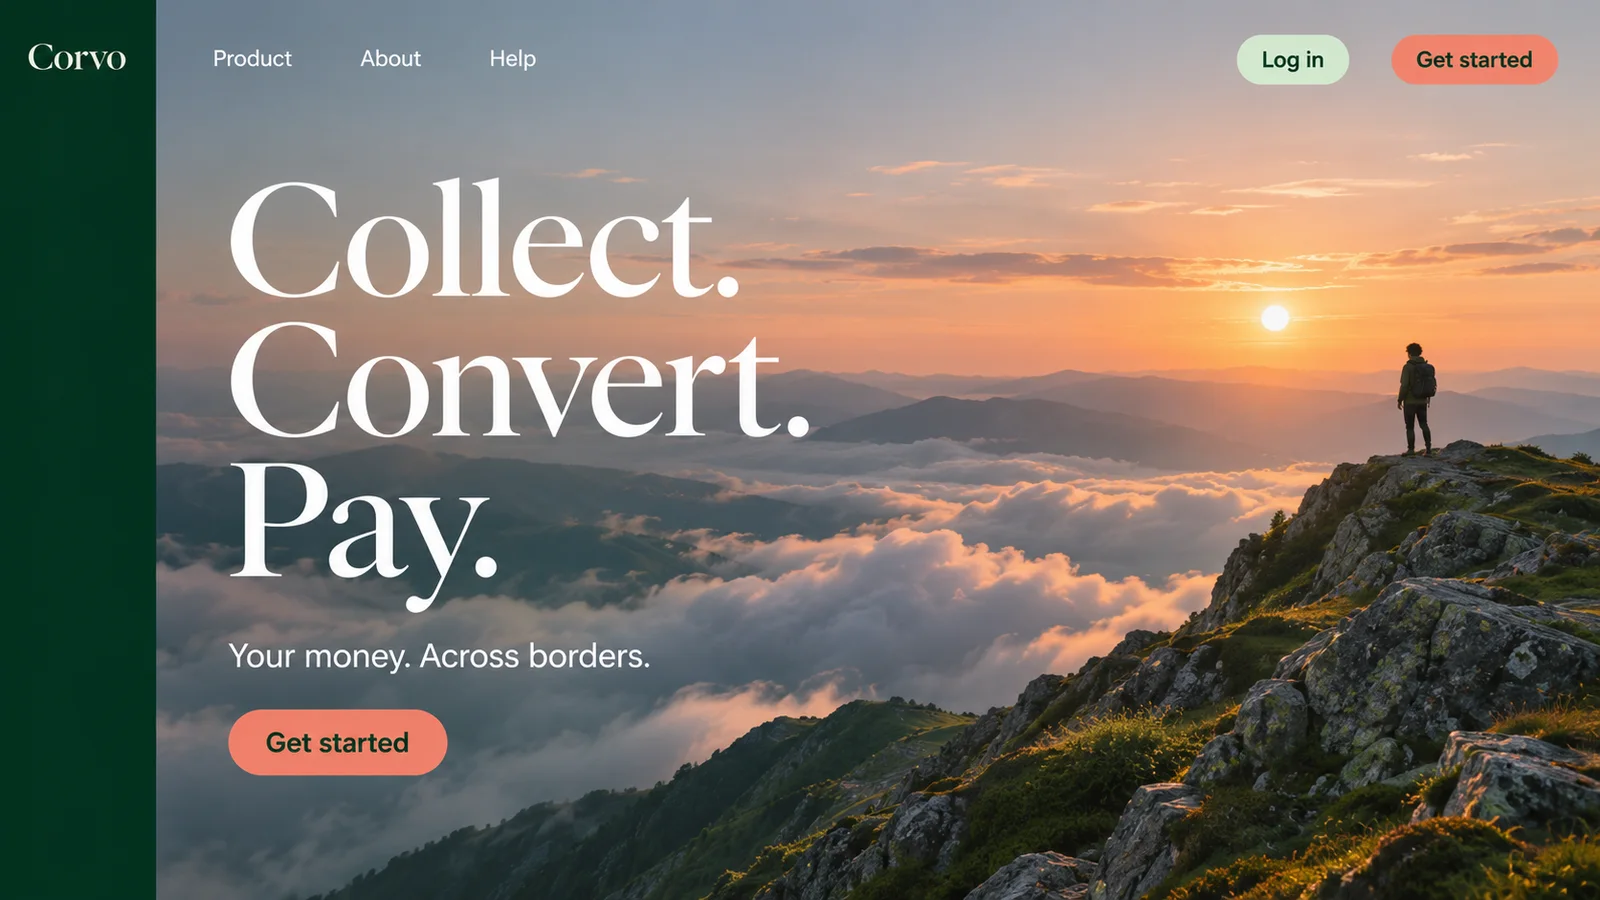 Corvo
Product
About
Help
Log in
Get started
Collect.
Convert.
Pay.
Your money. Across borders.
Get started